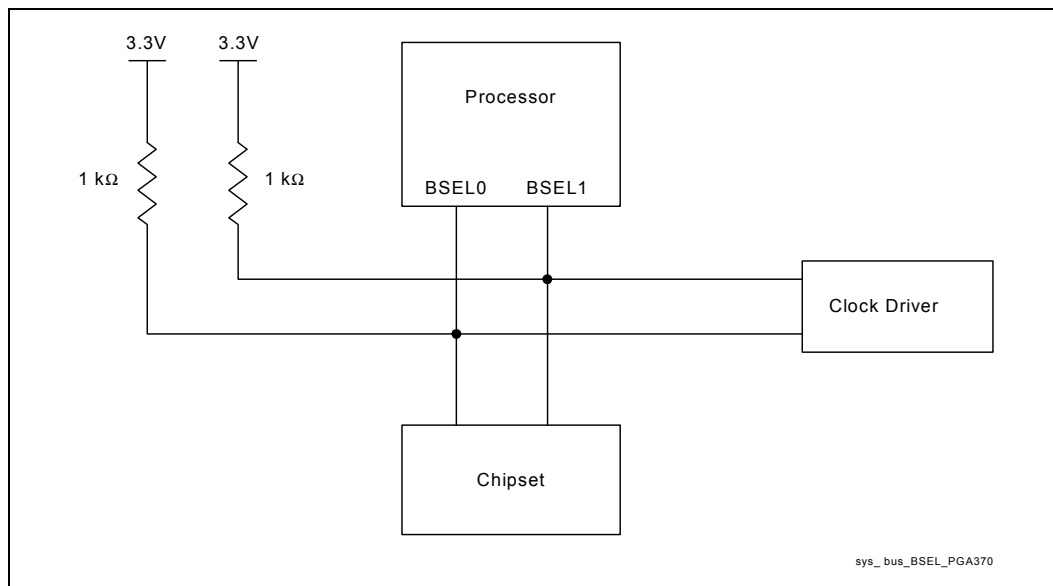 3.3V
3.3V
Processor
1 kΩ
1 kΩ
BSEL0
BSEL1
Clock Driver
Chipset
sys_ bus_BSEL_PGA370